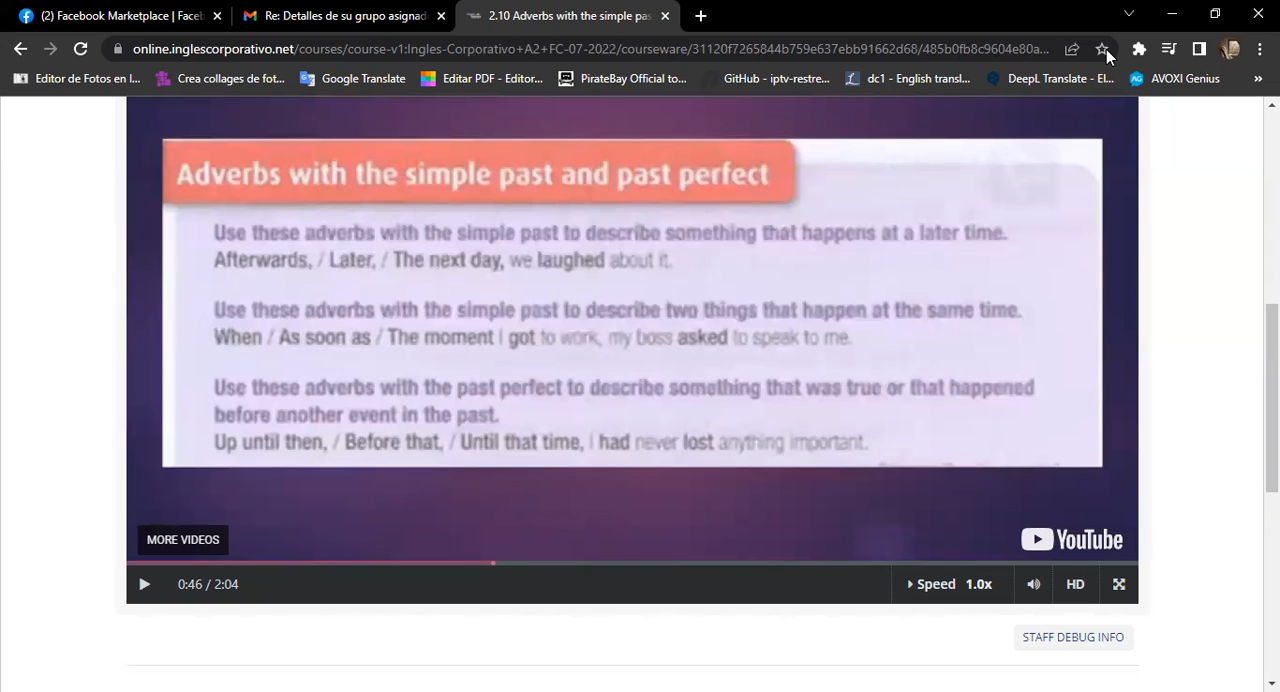 (2) Facebook Marketplace | Faceb
Re: Detalles de su grupo asignad
2.10 Adverbs with the simple pas
online.inglescorporativo.net/courses/course-v1:Ingles-Corporativo+A2+FC-07-2022/courseware/31120f7265844b759e637ebb91662d68/485b0fb8c9604e80a...
Editor de Fotos en l...
Crea collages de fot...
Google Translate
Editar PDF - Editor...
PirateBay Official to...
GitHub - iptv-restre...
dc1 - English transl...
DeepL Translate - El...
AVOXI Genius
Adverbs with the simple past and past perfect
Use these adverbs with the simple past to describe something that happens at a later time.
Afterwards, / Later, / The next day, we laughed about it.
Use these adverbs with the simple past to describe two things that happen at the same time.
When / As soon as / The moment I got to work, my boss asked to speak to me.
Use these adverbs with the past perfect to describe something that was true or that happened
before another event in the past.
Up until then, / Before that, / Until that time, I had never lost anything important.
MORE VIDEOS
YouTube
0:46 / 2:04
Speed 1.0x
HD
STAFF DEBUG INFO